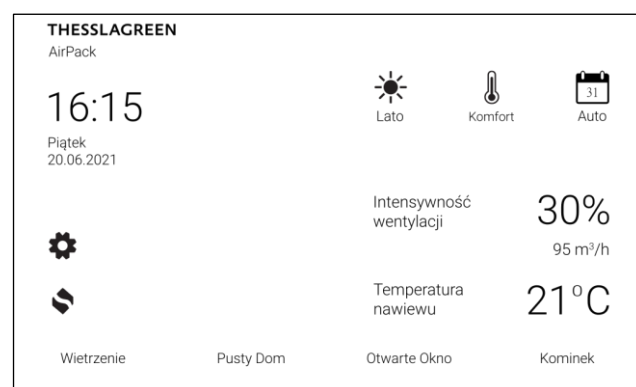 THESSLAGREEN
AirPack
16:15
Piątek
20.06.2021
31
Lato
Komfort
Auto
Intensywność
wentylacji
30%
95 m³/h
Temperatura
nawiewu
21°C
Wietrzenie
Pusty Dom
Otwarte Okno
Kominek